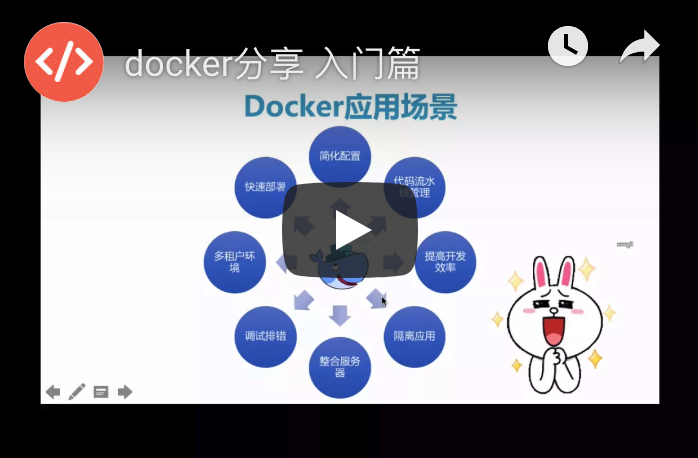 docker分享 入门篇
Docker应用场景
简化配置
快速部署
代码流水
线管理
多租户环
境
提高开发
效率
调试排错
隔离应用
整合服务
器